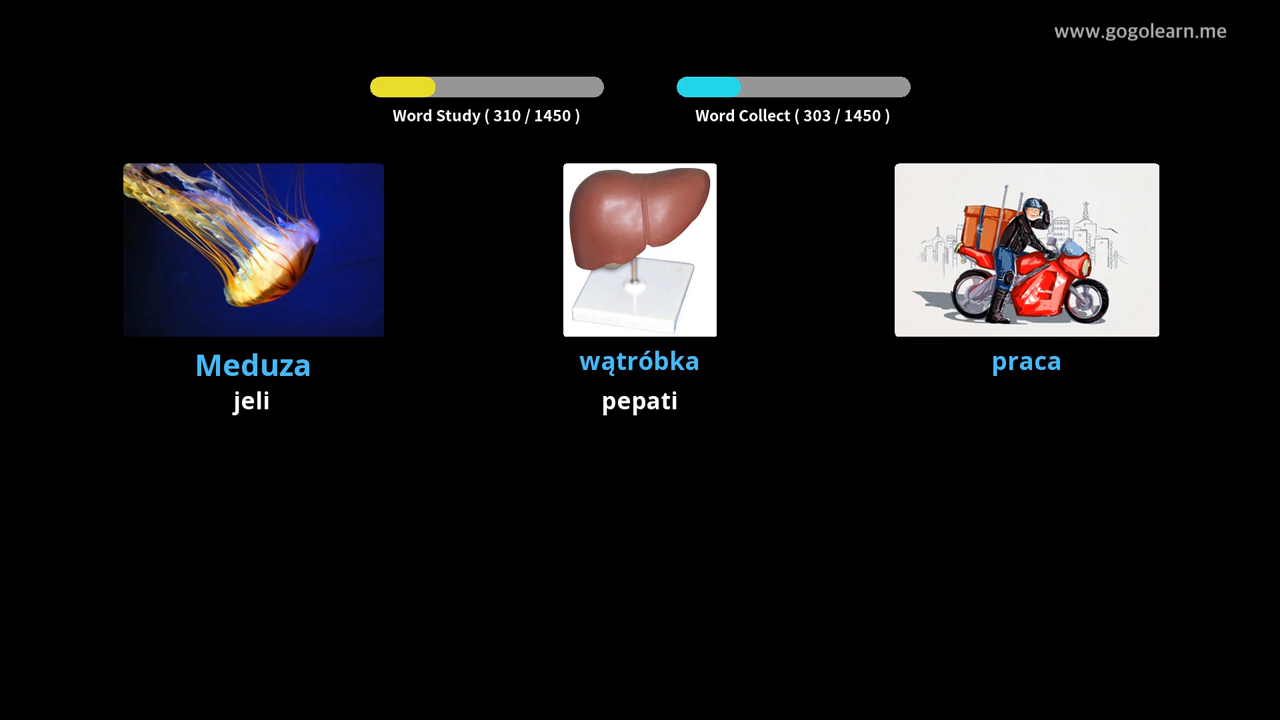 www.gogolearn.me
Word Study ( 310 / 1450 )
Word Collect ( 303 / 1450 )
Meduza
wątróbka
praca
jeli
pepati